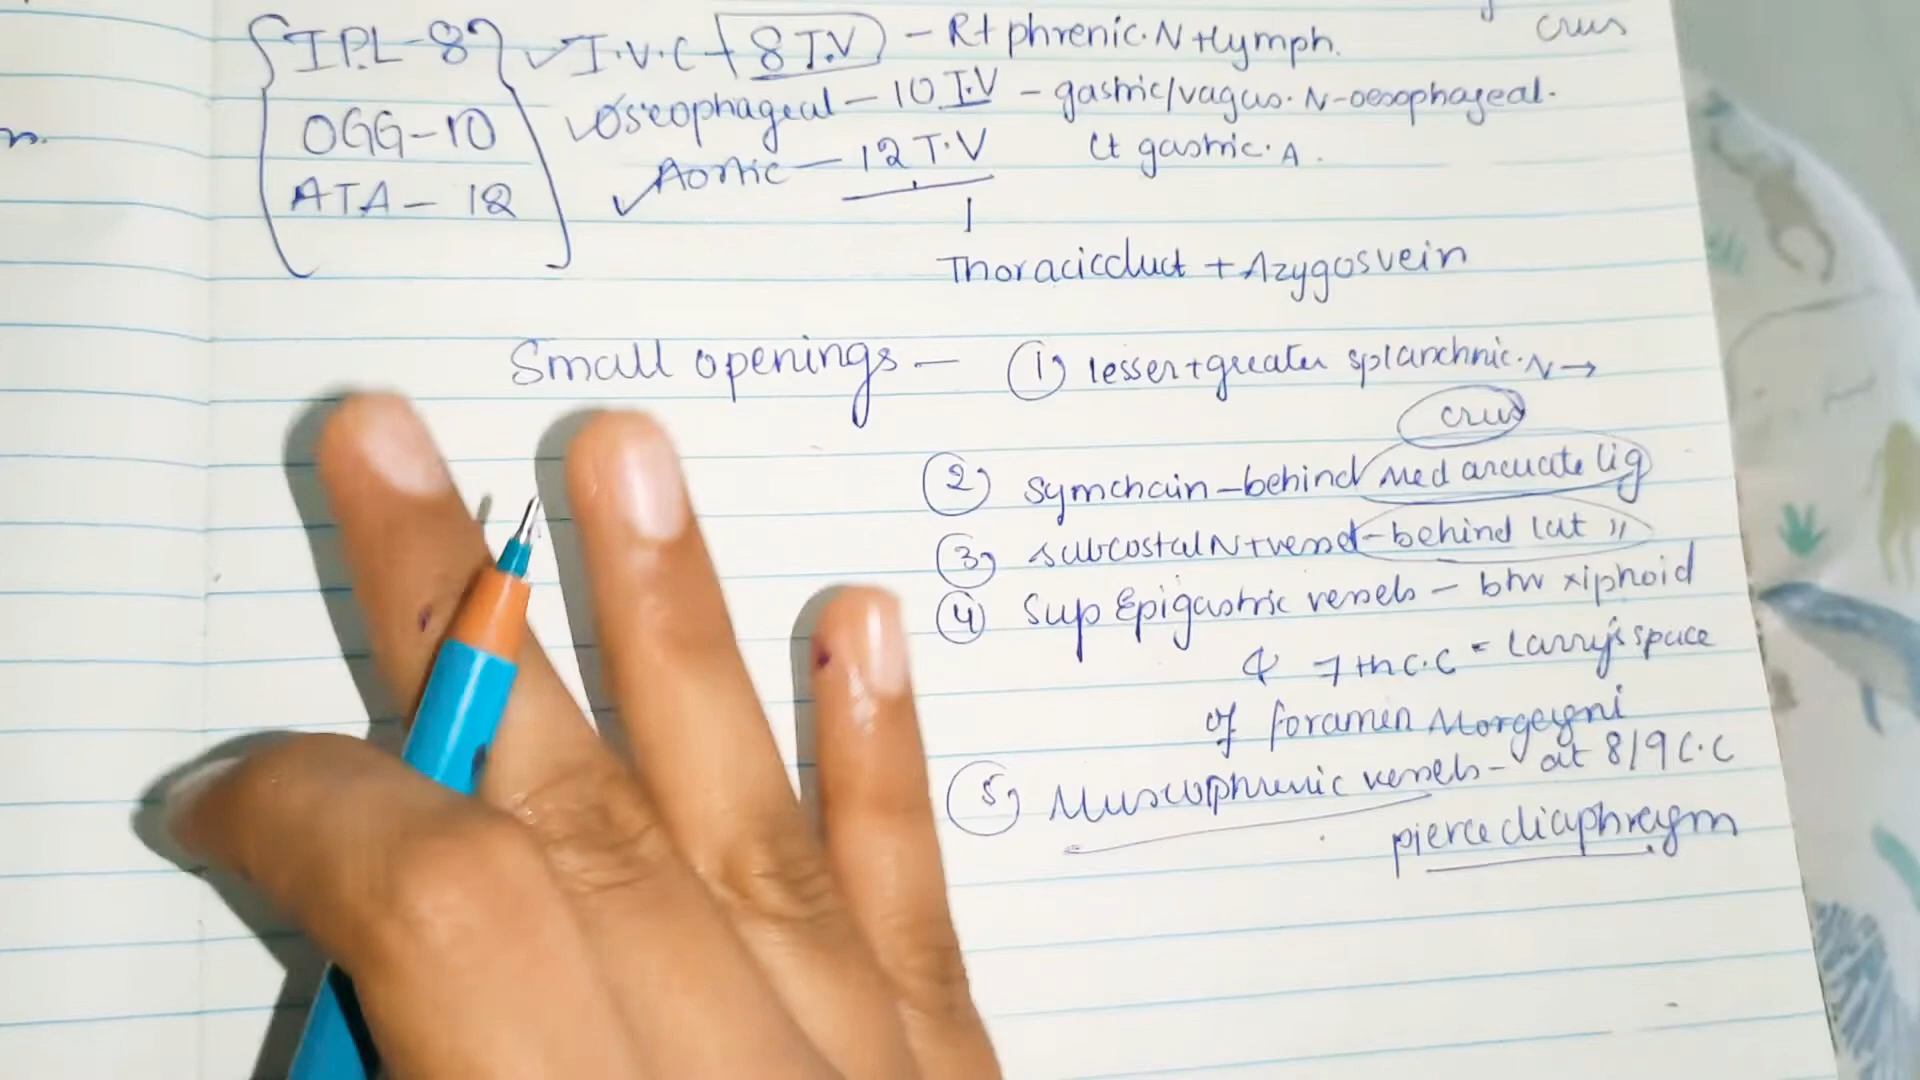 IPL-8 ✓I.V.C + 8 T.V - Rt phrenic.N + lymph.
crus
OGG-10 ✓Oseophageal - 10 T.V - gastric/vagus.N-oesophageal.
n.
ATA- 12 ✓Aortic - 12 T.V Lt gastric.A.
Thoracicduct + Azygosvein
Small openings - ① lesser+greater splanchnic.N →
crus
② Symchain-behind Med arcuate lig
③ subcostal N+vessel-behind lat "
④ Sup Epigastric vessels - btw xiphoid
& 7th C.C = Larry's space
of foramen Morgegni
⑤ Muscophrenic vessels - at 8/9 C.C
pierce diaphragm